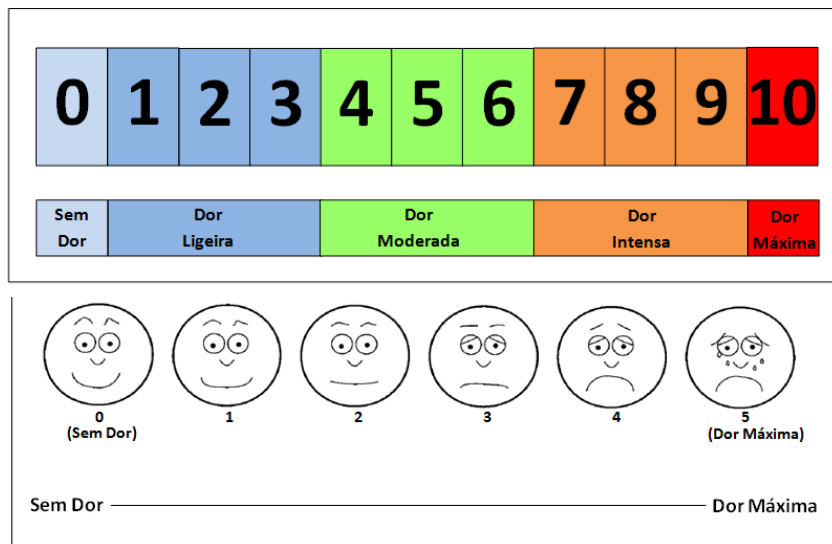 0 1 2 3 4 5 6 7 8 9 10
Sem Dor Dor Dor Dor
Dor Ligeira Moderada Intensa Máxima
0 1 2 3 4 5
(Sem Dor) (Dor Máxima)
Sem Dor Dor Máxima